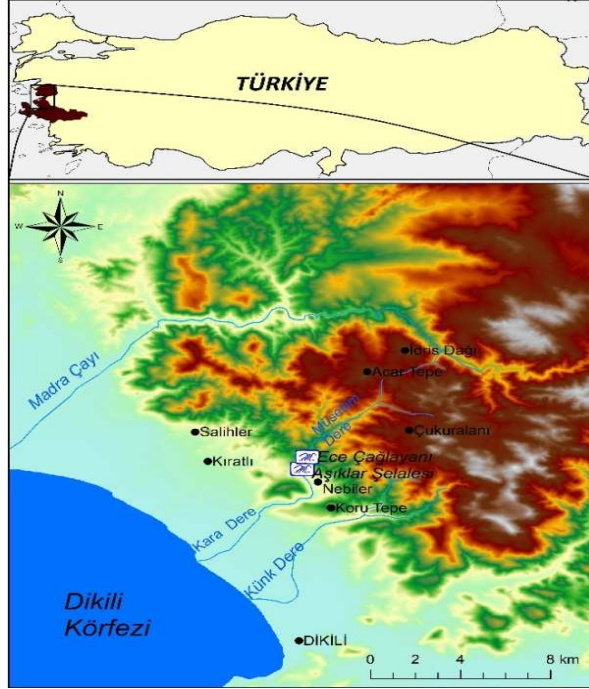 TÜRKİYE
N
W E
S
Madra Çayı
İdris Dağı
Acar Tepe
Müsellim
Dere
Salihler
Çukuralanı
Kıratlı
Ece Çağlayanı
Aşıklar Şelalesi
Nebiler
Koru Tepe
Kara Dere
Künk Dere
Dikili
Körfezi
DİKİLİ
0 2 4 8 km